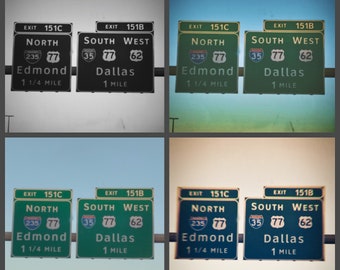 EXIT 151C
NORTH
235 77
Edmond
1 1/4 MILE
EXIT 151B
SOUTH WEST
35 77 62
Dallas
1 MILE
EXIT 151C
NORTH
235 77
Edmond
1 1/4 MILE
EXIT 151B
SOUTH WEST
35 77 62
Dallas
1 MILE
EXIT 151C
NORTH
235 77
Edmond
1 1/4 MILE
EXIT 151B
SOUTH WEST
35 77 62
Dallas
1 MILE
EXIT 151C
NORTH
235 77
Edmond
1 1/4 MILE
EXIT 151B
SOUTH WEST
35 77 62
Dallas
1 MILE